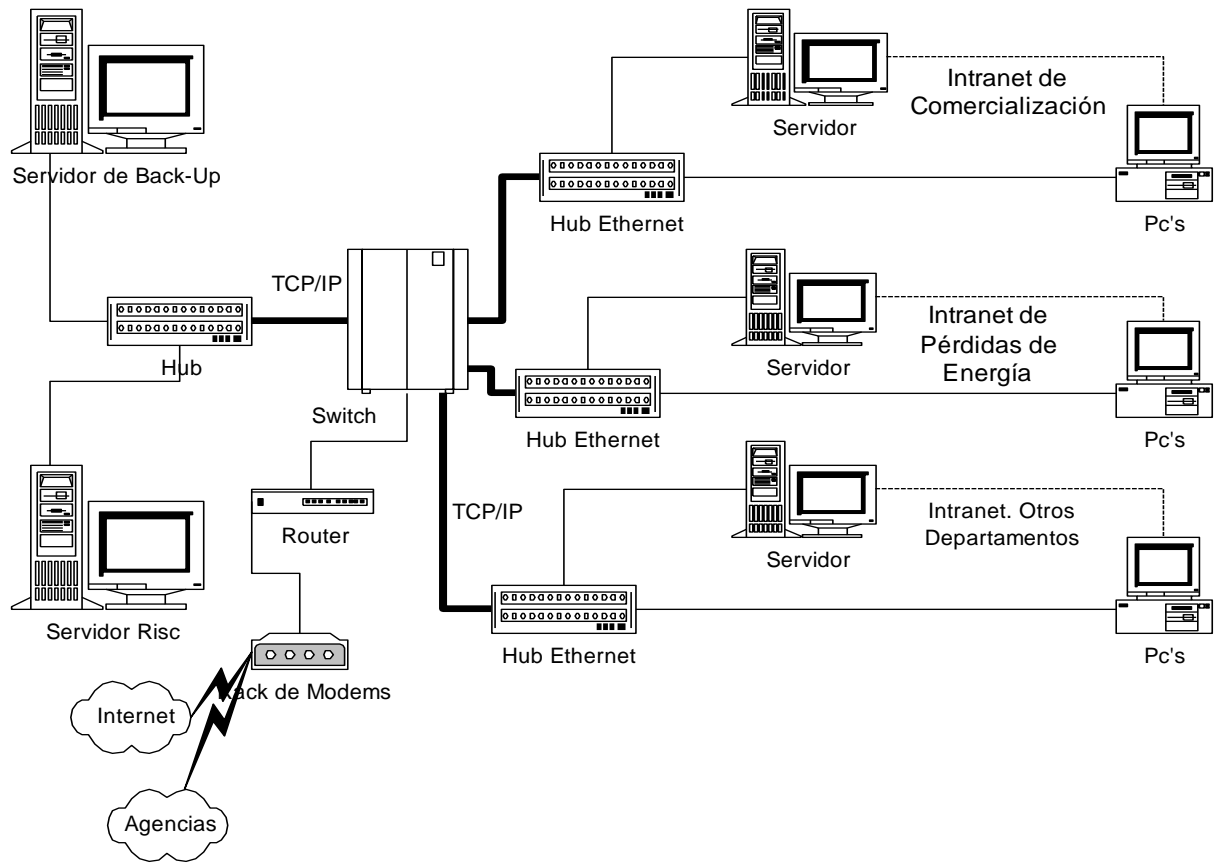 Servidor de Back-Up
TCP/IP
Hub
Switch
Servidor Risc
Router
Rack de Modems
Internet
Agencias
TCP/IP
Servidor
Intranet de
Comercialización
Hub Ethernet
Pc's
Servidor
Intranet de
Pérdidas de
Energía
Hub Ethernet
Pc's
Servidor
Intranet. Otros
Departamentos
Hub Ethernet
Pc's